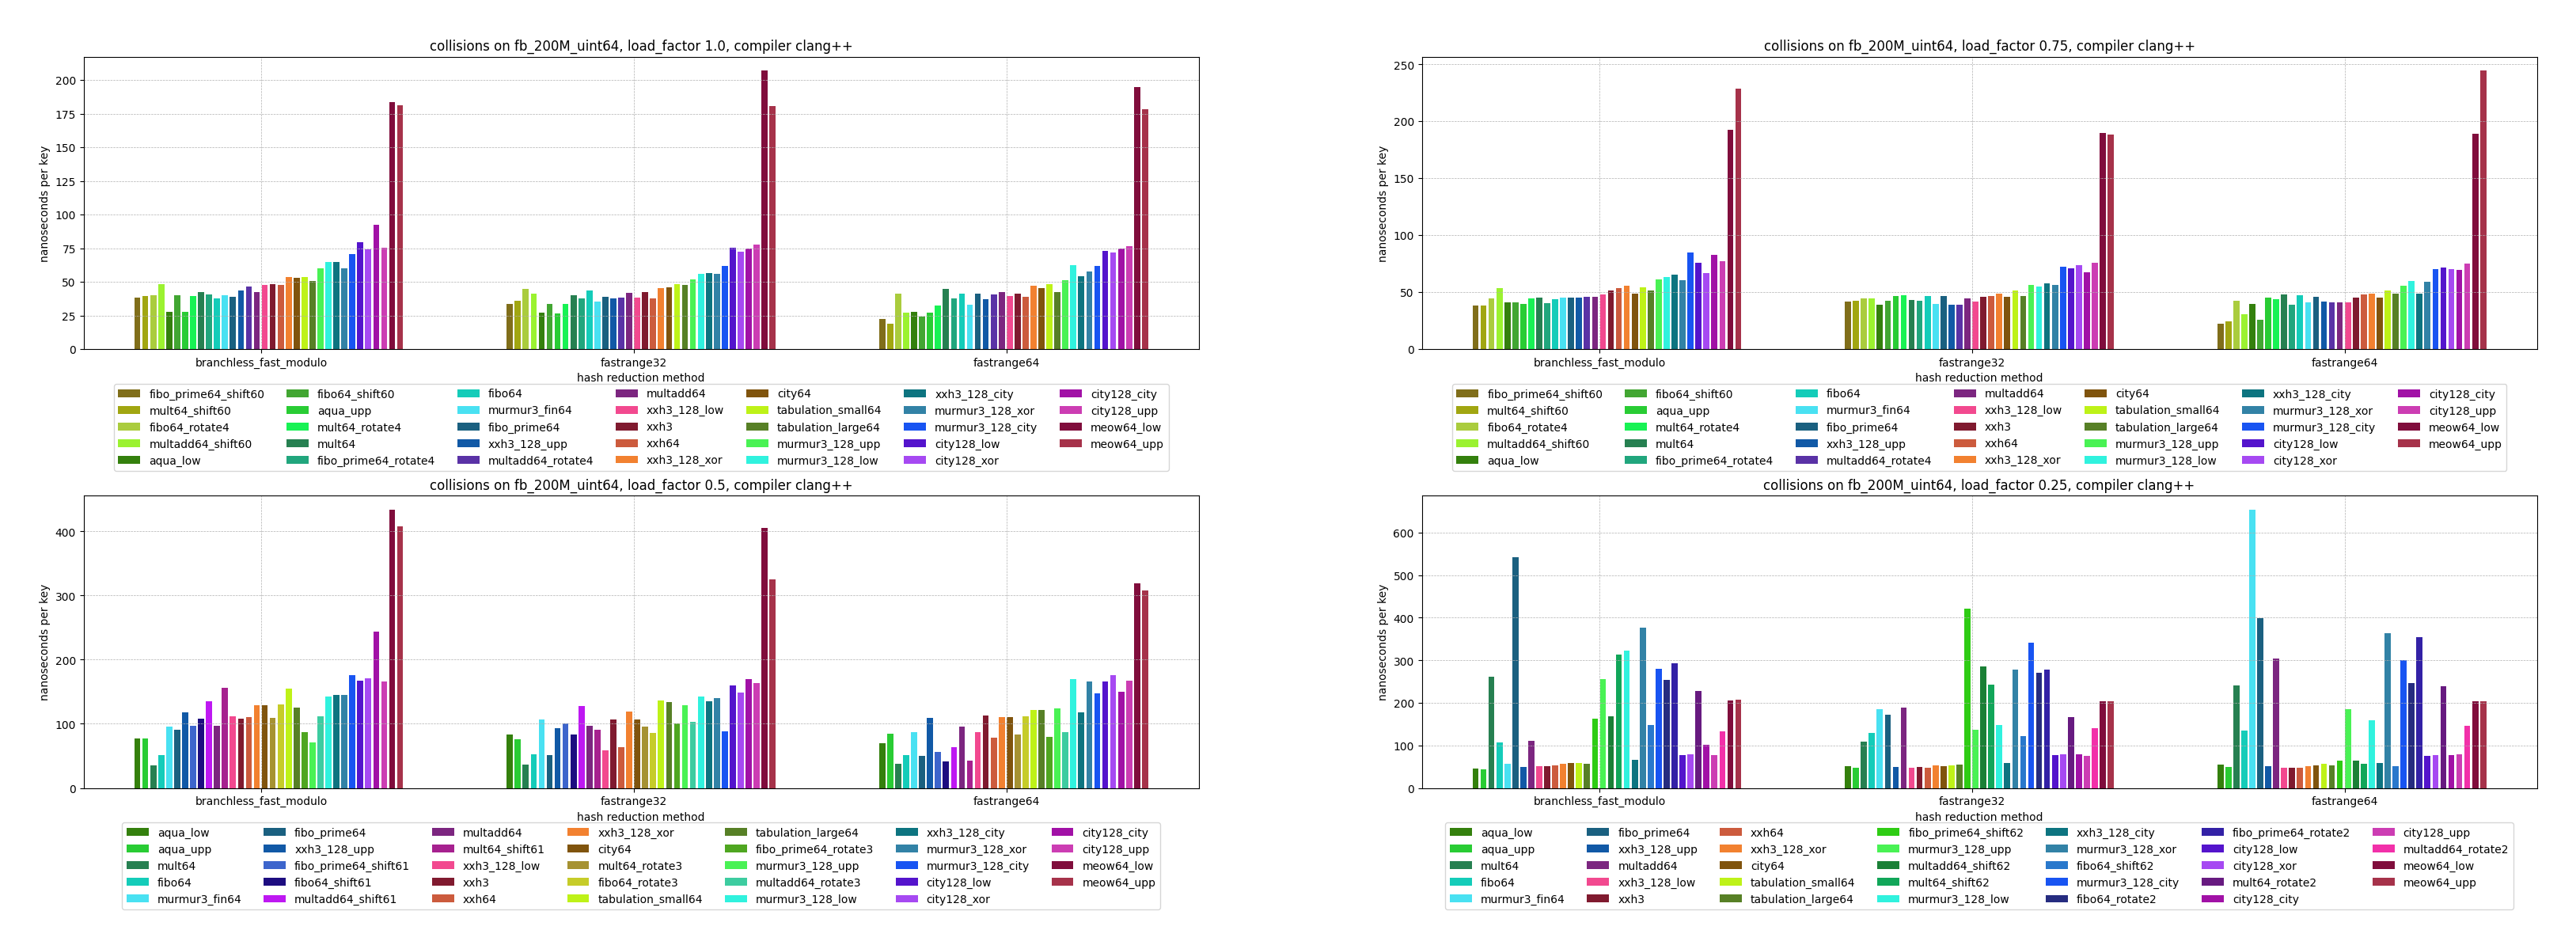 collisions on fb_200M_uint64, load_factor 1.0, compiler clang++
nanoseconds per key
200
175
150
125
100
75
50
25
0
branchless_fast_modulo fastrange32 fastrange64
hash reduction method
fibo_prime64_shift60 fibo64_shift60 fibo64 multadd64 city64 xxh3_128_city city128_city
mult64_shift60 aqua_upp murmur3_fin64 xxh3_128_low tabulation_small64 murmur3_128_xor city128_upp
fibo64_rotate4 mult64_rotate4 fibo_prime64 xxh3 tabulation_large64 murmur3_128_city meow64_low
multadd64_shift60 mult64 xxh3_128_upp xxh64 murmur3_128_upp city128_low meow64_upp
aqua_low fibo_prime64_rotate4 multadd64_rotate4 xxh3_128_xor murmur3_128_low city128_xor
collisions on fb_200M_uint64, load_factor 0.75, compiler clang++
nanoseconds per key
250
200
150
100
50
0
branchless_fast_modulo fastrange32 fastrange64
hash reduction method
fibo_prime64_shift60 fibo64_shift60 fibo64 multadd64 city64 xxh3_128_city city128_city
mult64_shift60 aqua_upp murmur3_fin64 xxh3_128_low tabulation_small64 murmur3_128_xor city128_upp
fibo64_rotate4 mult64_rotate4 fibo_prime64 xxh3 tabulation_large64 murmur3_128_city meow64_low
multadd64_shift60 mult64 xxh3_128_upp xxh64 murmur3_128_upp city128_low meow64_upp
aqua_low fibo_prime64_rotate4 multadd64_rotate4 xxh3_128_xor murmur3_128_low city128_xor
collisions on fb_200M_uint64, load_factor 0.5, compiler clang++
nanoseconds per key
400
300
200
100
0
branchless_fast_modulo fastrange32 fastrange64
hash reduction method
aqua_low fibo_prime64 multadd64 xxh3_128_xor tabulation_large64 xxh3_128_city city128_city
aqua_upp xxh3_128_upp mult64_shift61 city64 fibo_prime64_rotate3 murmur3_128_xor city128_upp
mult64 fibo_prime64_shift61 xxh3_128_low mult64_rotate3 murmur3_128_upp murmur3_128_city meow64_low
fibo64 fibo64_shift61 xxh3 fibo64_rotate3 multadd64_rotate3 city128_low meow64_upp
murmur3_fin64 multadd64_shift61 xxh64 tabulation_small64 murmur3_128_low city128_xor
collisions on fb_200M_uint64, load_factor 0.25, compiler clang++
nanoseconds per key
600
500
400
300
200
100
0
branchless_fast_modulo fastrange32 fastrange64
hash reduction method
aqua_low fibo_prime64 xxh64 fibo_prime64_shift62 xxh3_128_city fibo_prime64_rotate2 city128_upp
aqua_upp xxh3_128_upp xxh3_128_xor murmur3_128_upp murmur3_128_xor city128_low multadd64_rotate2
mult64 multadd64 city64 multadd64_shift62 fibo64_shift62 city128_xor meow64_low
fibo64 xxh3_128_low tabulation_small64 mult64_shift62 murmur3_128_city mult64_rotate2 meow64_upp
murmur3_fin64 xxh3 tabulation_large64 murmur3_128_low fibo64_rotate2 city128_city